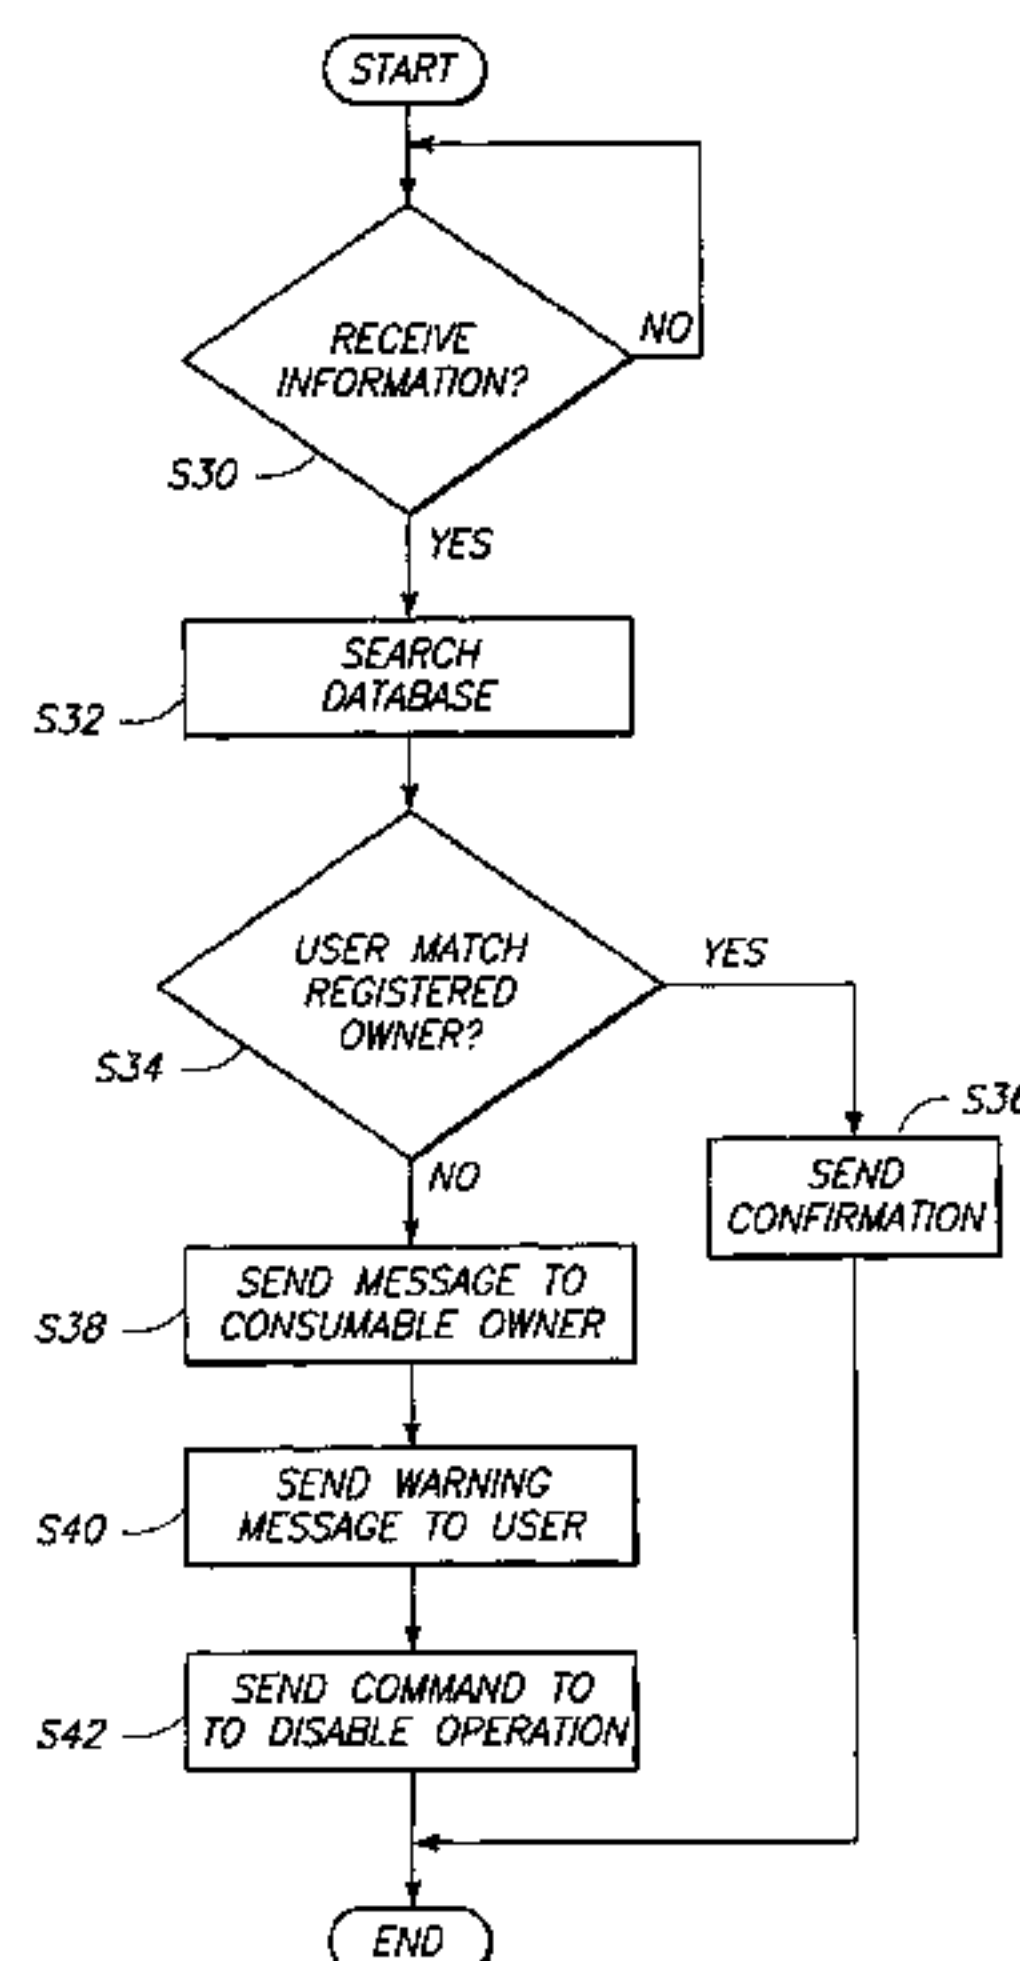 START
RECEIVE
INFORMATION?
NO
S30
YES
SEARCH
DATABASE
S32
USER MATCH
REGISTERED
OWNER?
YES
S34
S36
NO
SEND
CONFIRMATION
SEND MESSAGE TO
CONSUMABLE OWNER
S38
SEND WARNING
MESSAGE TO USER
S40
SEND COMMAND TO
TO DISABLE OPERATION
S42
END